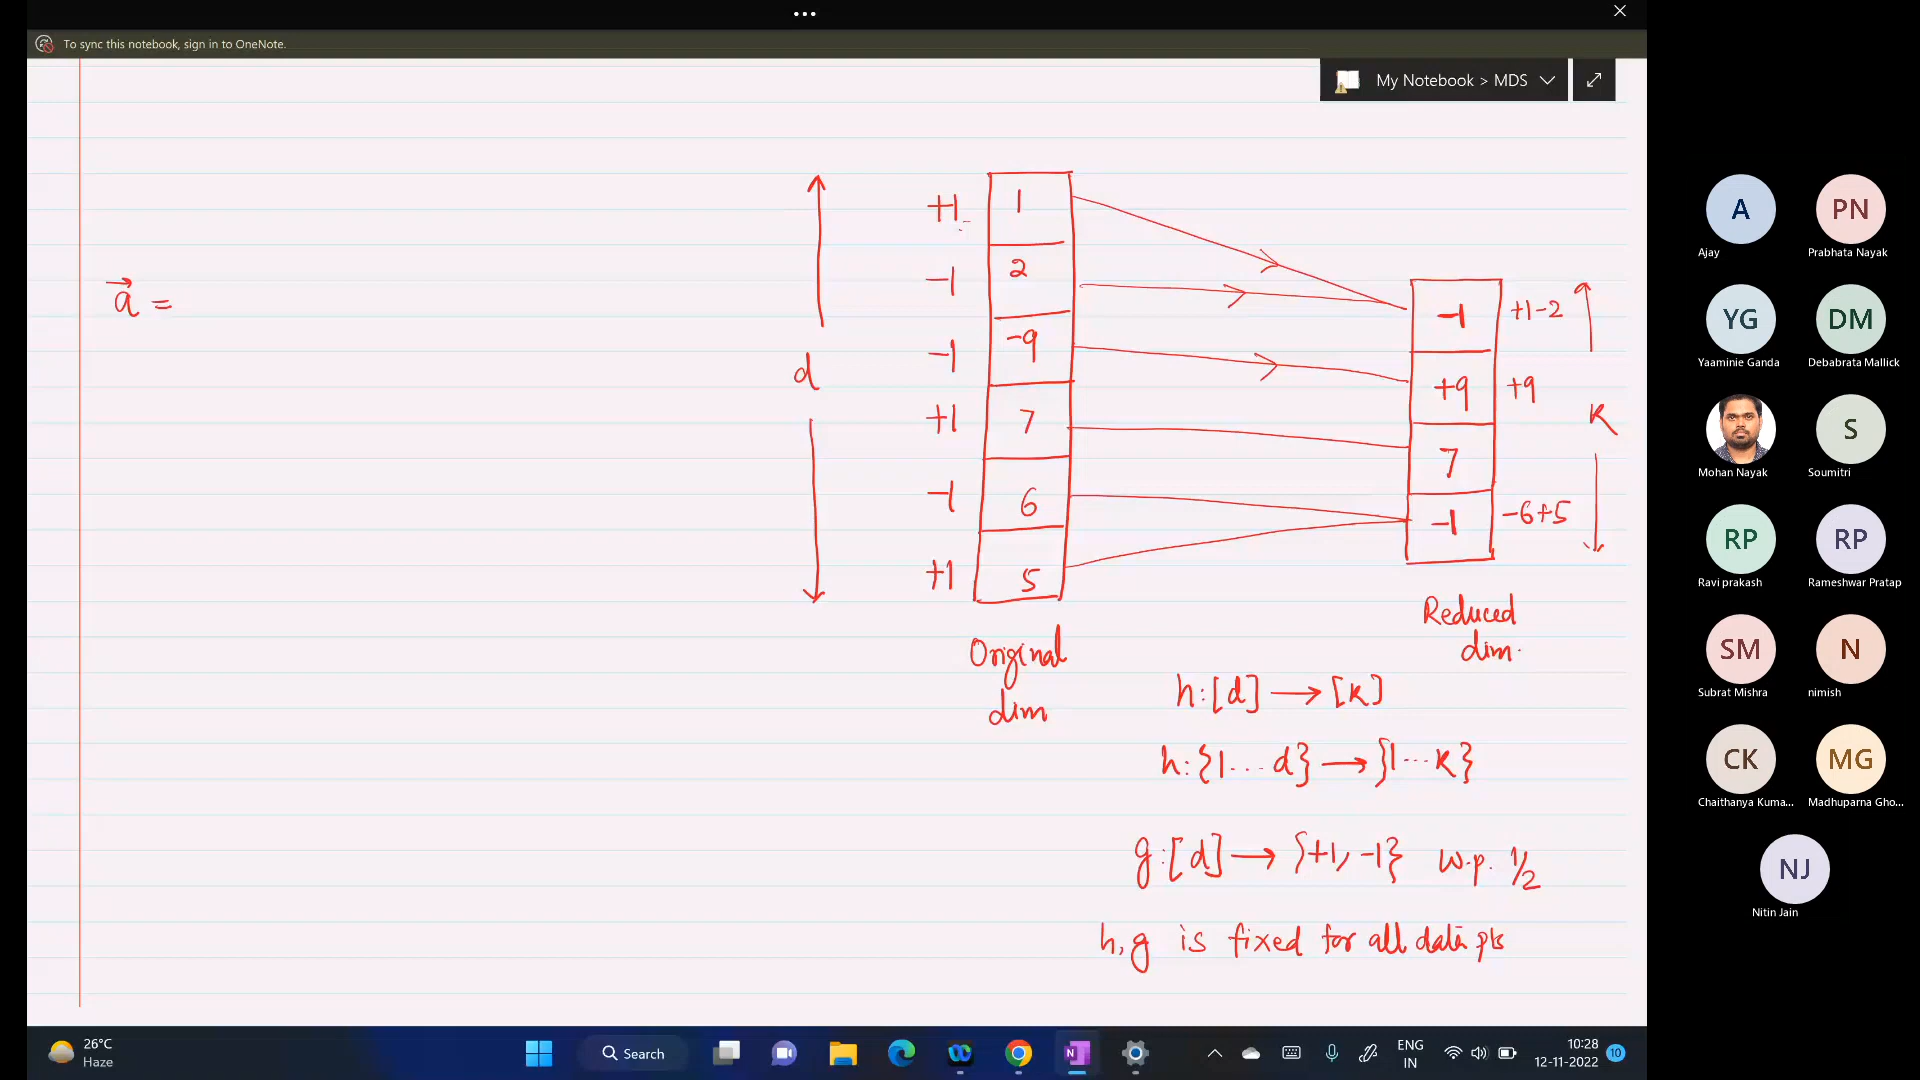 To sync this notebook, sign in to OneNote.
My Notebook > MDS
a =
d
+1
-1
-1
+1
-1
+1
1
2
-9
7
6
5
-1
+9
7
-1
+1-2
+9
-6+5
K
Original
dim
Reduced
dim.
h:[d] → [K]
h:{1...d} → {1...K}
g:[d] → {+1, -1} w.p. 1/2
h,g is fixed for all data pts
A
Ajay
PN
Prabhata Nayak
YG
Yaaminie Ganda
DM
Debabrata Mallick
Mohan Nayak
S
Soumitri
RP
Ravi prakash
RP
Rameshwar Pratap
SM
Subrat Mishra
N
nimish
CK
Chaithanya Kuma...
MG
Madhuparna Gho...
NJ
Nitin Jain
26°C
Haze
Search
ENG
IN
10:28
12-11-2022
10